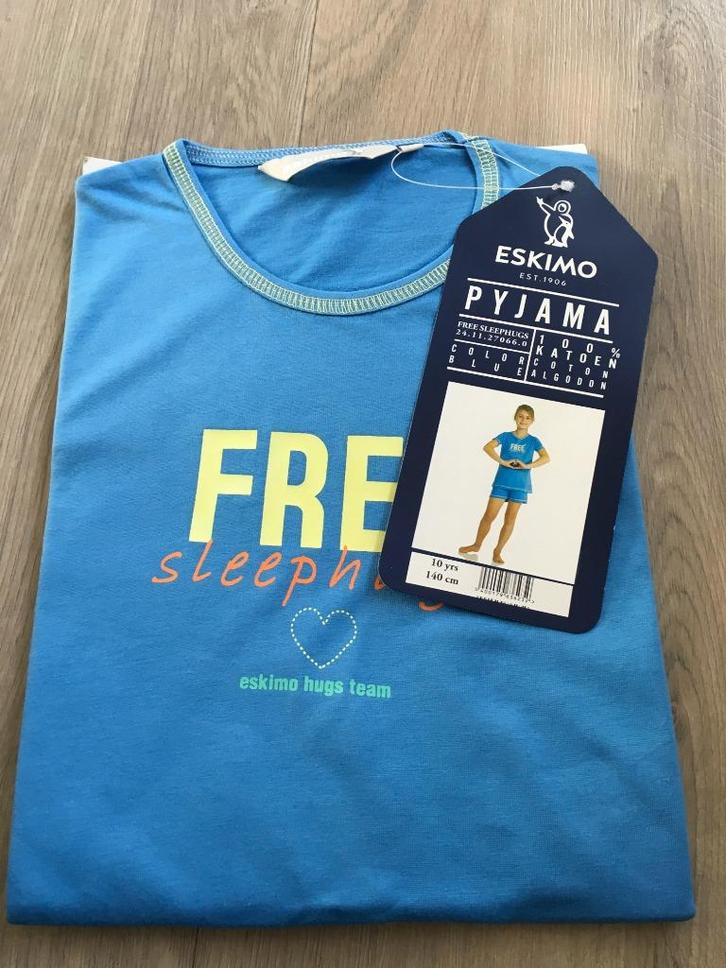 ESKIMO
EST.1906
PYJAMA
FREE SLEEPHUGS
24.11.27066.0
COLOR
BLUE
100%
KATOEN
COTON
ALGODON
FREE
10 yrs
140 cm
FRE
sleephu
eskimo hugs team